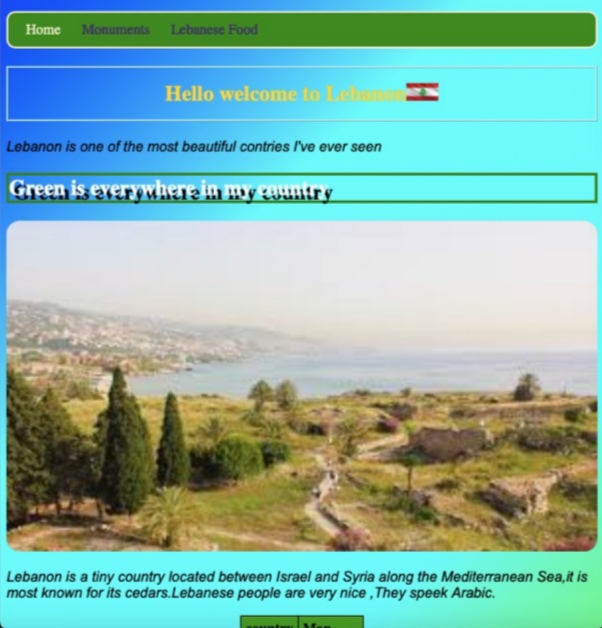 Home Monuments Lebanese Food
Hello welcome to Lebanon
Lebanon is one of the most beautiful contries I've ever seen
Green is everywhere in my country
Lebanon is a tiny country located between Israel and Syria along the Mediterranean Sea,it is
most known for its cedars.Lebanese people are very nice ,They speek Arabic.
country Map